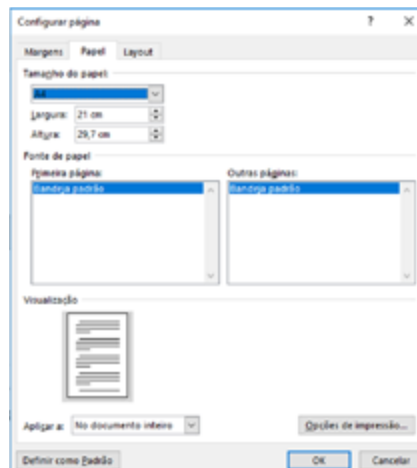 Configurar página ? X
Margens Papel Layout
Tamanho do papel:
A4
Largura: 21 cm
Altura: 29,7 cm
Fonte de papel
Primeira página: Outras páginas:
Bandeja padrão Bandeja padrão
Visualização
Aplicar a: No documento inteiro Opções de impressão...
Definir como Padrão OK Cancelar